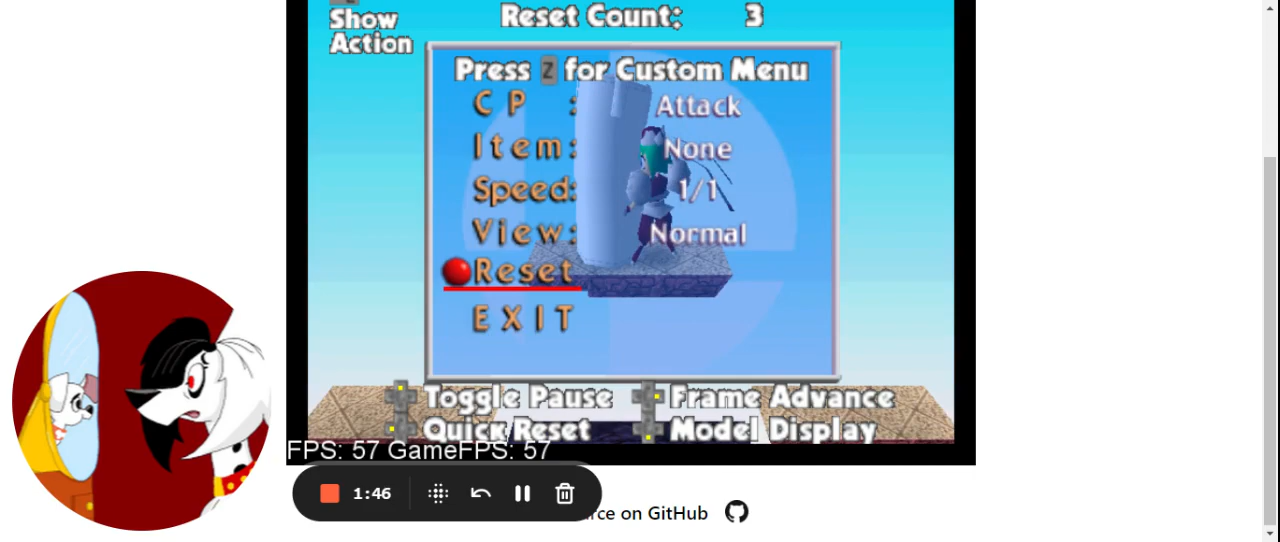 Show
Action
Reset Count: 3
Press Z for Custom Menu
CP : Attack
Item: None
Speed: 1/1
View: Normal
Reset
EXIT
Toggle Pause
Frame Advance
Quick Reset
Model Display
FPS: 57 GameFPS: 57
1:46
on GitHub